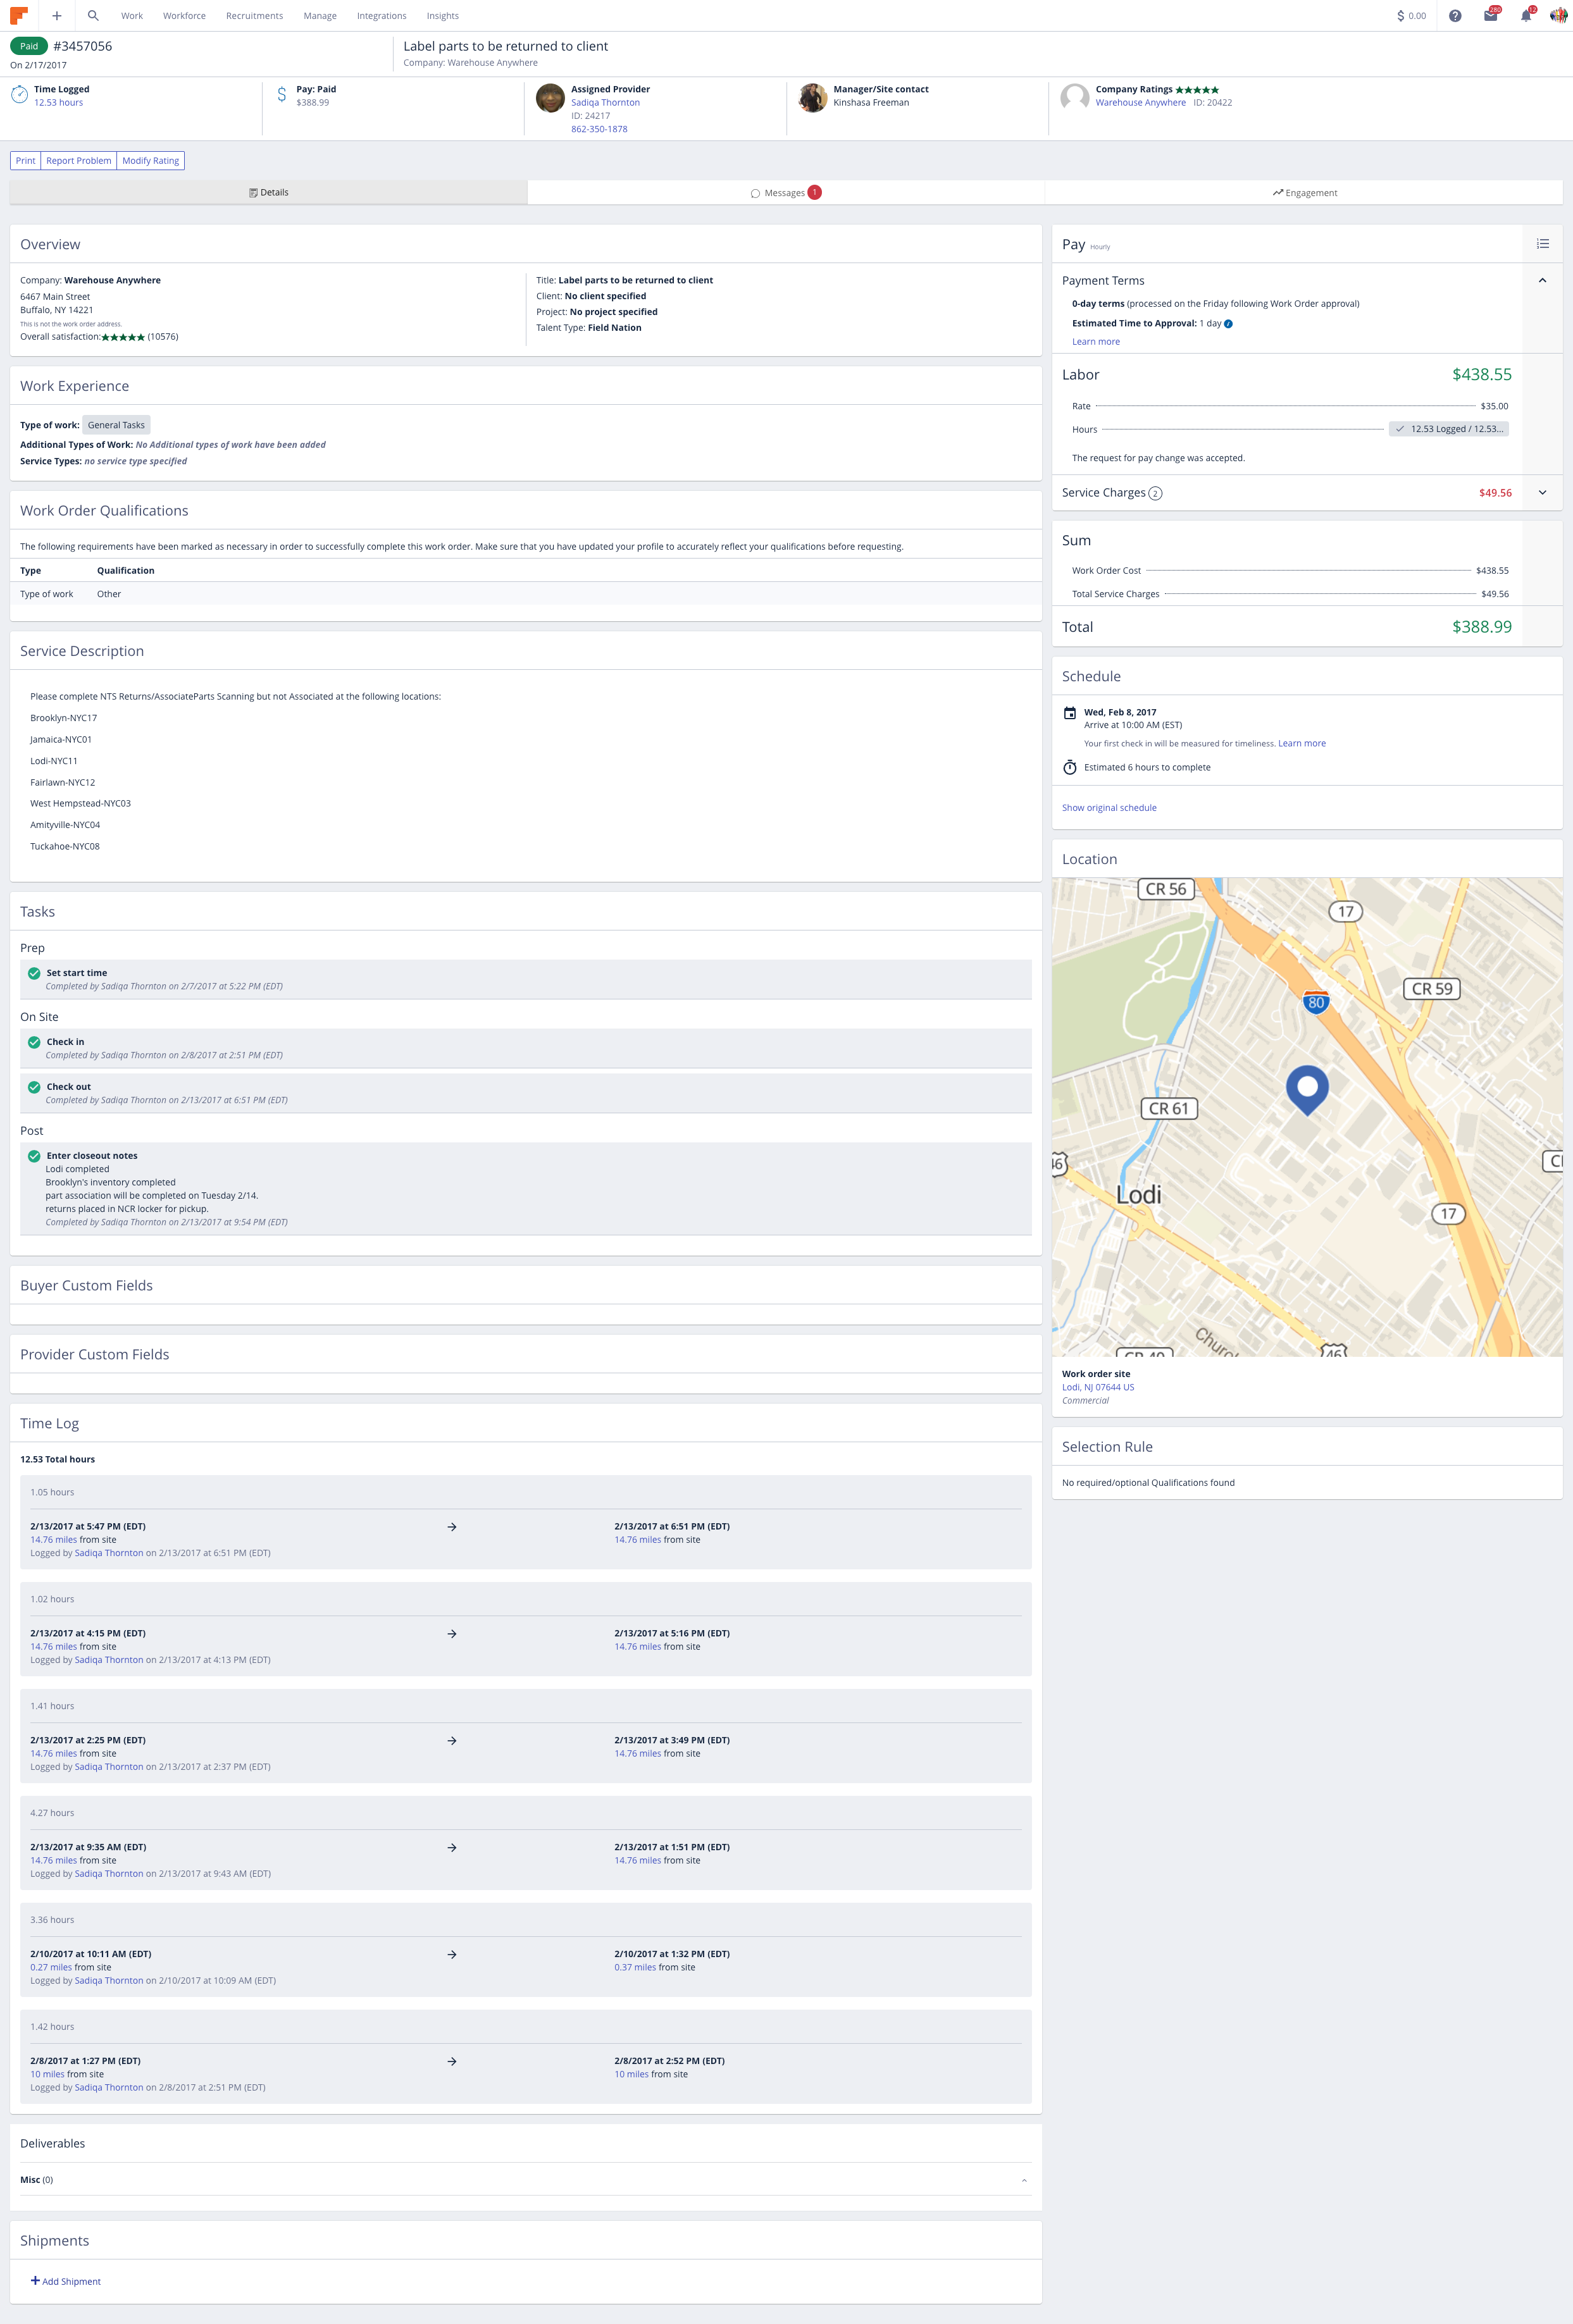 Work Workforce Recruitments Manage Integrations Insights
$ 0.00
280
12
Paid #3457056
On 2/17/2017
Label parts to be returned to client
Company: Warehouse Anywhere
Time Logged
12.53 hours
Pay: Paid
$388.99
Assigned Provider
Sadiqa Thornton
ID: 24217
862-350-1878
Manager/Site contact
Kinshasa Freeman
Company Ratings
Warehouse Anywhere ID: 20422
Print Report Problem Modify Rating
Details
Messages 1
Engagement
Overview
Company: Warehouse Anywhere
6467 Main Street
Buffalo, NY 14221
This is not the work order address.
Overall satisfaction: (10576)
Title: Label parts to be returned to client
Client: No client specified
Project: No project specified
Talent Type: Field Nation
Work Experience
Type of work: General Tasks
Additional Types of Work: No Additional types of work have been added
Service Types: no service type specified
Work Order Qualifications
The following requirements have been marked as necessary in order to successfully complete this work order. Make sure that you have updated your profile to accurately reflect your qualifications before requesting.
Type Qualification
Type of work Other
Service Description
Please complete NTS Returns/AssociateParts Scanning but not Associated at the following locations:
Brooklyn-NYC17
Jamaica-NYC01
Lodi-NYC11
Fairlawn-NYC12
West Hempstead-NYC03
Amityville-NYC04
Tuckahoe-NYC08
Tasks
Prep
Set start time
Completed by Sadiqa Thornton on 2/7/2017 at 5:22 PM (EDT)
On Site
Check in
Completed by Sadiqa Thornton on 2/8/2017 at 2:51 PM (EDT)
Check out
Completed by Sadiqa Thornton on 2/13/2017 at 6:51 PM (EDT)
Post
Enter closeout notes
Lodi completed
Brooklyn's inventory completed
part association will be completed on Tuesday 2/14.
returns placed in NCR locker for pickup.
Completed by Sadiqa Thornton on 2/13/2017 at 9:54 PM (EDT)
Buyer Custom Fields
Provider Custom Fields
Time Log
12.53 Total hours
1.05 hours
2/13/2017 at 5:47 PM (EDT) 2/13/2017 at 6:51 PM (EDT)
14.76 miles from site 14.76 miles from site
Logged by Sadiqa Thornton on 2/13/2017 at 6:51 PM (EDT)
1.02 hours
2/13/2017 at 4:15 PM (EDT) 2/13/2017 at 5:16 PM (EDT)
14.76 miles from site 14.76 miles from site
Logged by Sadiqa Thornton on 2/13/2017 at 4:13 PM (EDT)
1.41 hours
2/13/2017 at 2:25 PM (EDT) 2/13/2017 at 3:49 PM (EDT)
14.76 miles from site 14.76 miles from site
Logged by Sadiqa Thornton on 2/13/2017 at 2:37 PM (EDT)
4.27 hours
2/13/2017 at 9:35 AM (EDT) 2/13/2017 at 1:51 PM (EDT)
14.76 miles from site 14.76 miles from site
Logged by Sadiqa Thornton on 2/13/2017 at 9:43 AM (EDT)
3.36 hours
2/10/2017 at 10:11 AM (EDT) 2/10/2017 at 1:32 PM (EDT)
0.27 miles from site 0.37 miles from site
Logged by Sadiqa Thornton on 2/10/2017 at 10:09 AM (EDT)
1.42 hours
2/8/2017 at 1:27 PM (EDT) 2/8/2017 at 2:52 PM (EDT)
10 miles from site 10 miles from site
Logged by Sadiqa Thornton on 2/8/2017 at 2:51 PM (EDT)
Deliverables
Misc (0)
Shipments
Add Shipment
Pay Hourly
Payment Terms
0-day terms (processed on the Friday following Work Order approval)
Estimated Time to Approval: 1 day
Learn more
Labor $438.55
Rate $35.00
Hours 12.53 Logged / 12.53...
The request for pay change was accepted.
Service Charges 2 $49.56
Sum
Work Order Cost $438.55
Total Service Charges $49.56
Total $388.99
Schedule
Wed, Feb 8, 2017
Arrive at 10:00 AM (EST)
Your first check in will be measured for timeliness. Learn more
Estimated 6 hours to complete
Show original schedule
Location
CR 56
17
CR 59
80
CR 61
46
Lodi
17
46
Work order site
Lodi, NJ 07644 US
Commercial
Selection Rule
No required/optional Qualifications found